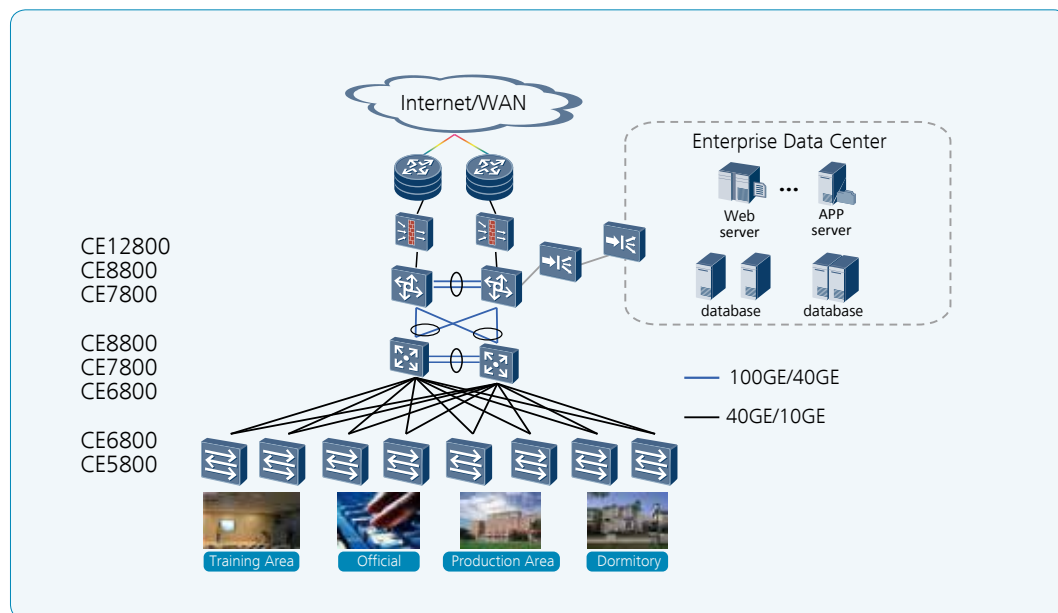 Internet/WAN
Enterprise Data Center
...
Web
server
APP
server
database
database
CE12800
CE8800
CE7800
CE8800
CE7800
CE6800
100GE/40GE
40GE/10GE
CE6800
CE5800
Training Area
Official
Production Area
Dormitory